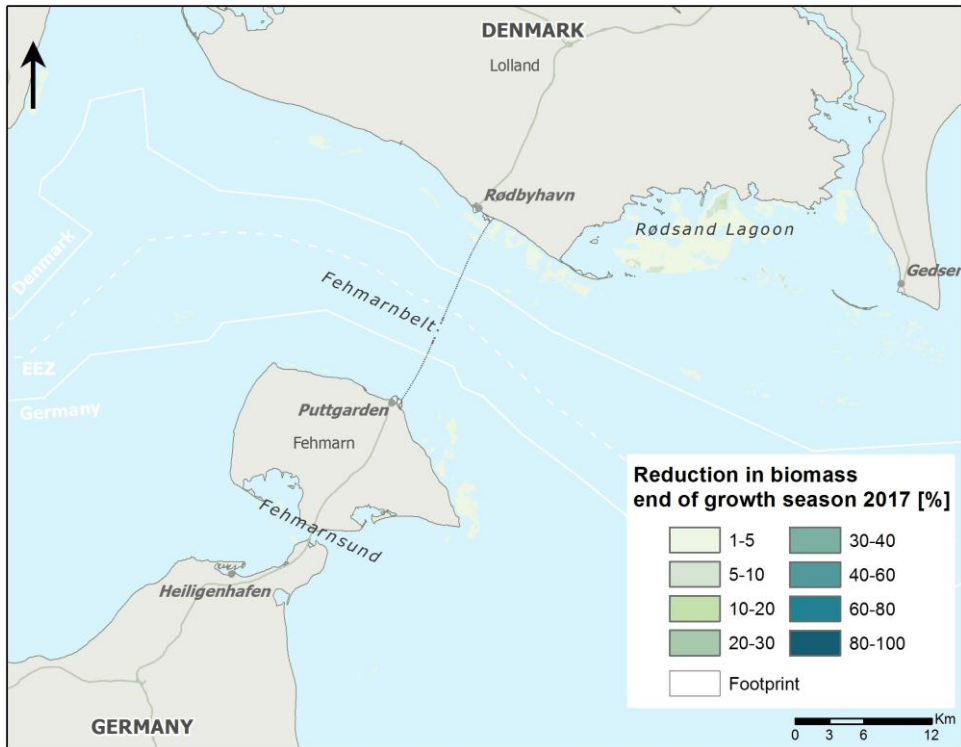 DENMARK
Lolland
Rødbyhavn
Rødsand Lagoon
Gedser
Denmark
Fehmarnbelt
EEZ
Germany
Puttgarden
Fehmarn
Fehmarnsund
Heiligenhafen
GERMANY
Reduction in biomass
end of growth season 2017 [%]
1-5
5-10
10-20
20-30
30-40
40-60
60-80
80-100
Footprint
Km
0 3 6 12